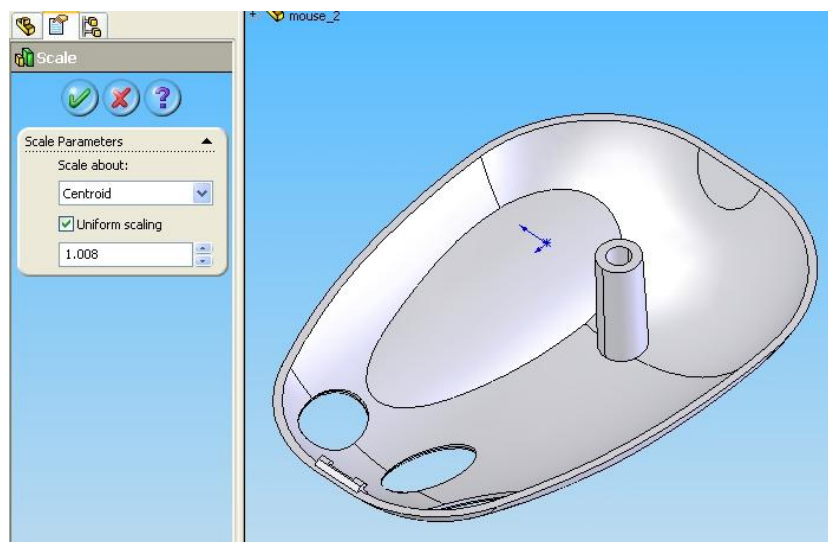 mouse_2
Scale
?
Scale Parameters
Scale about:
Centroid
Uniform scaling
1.008